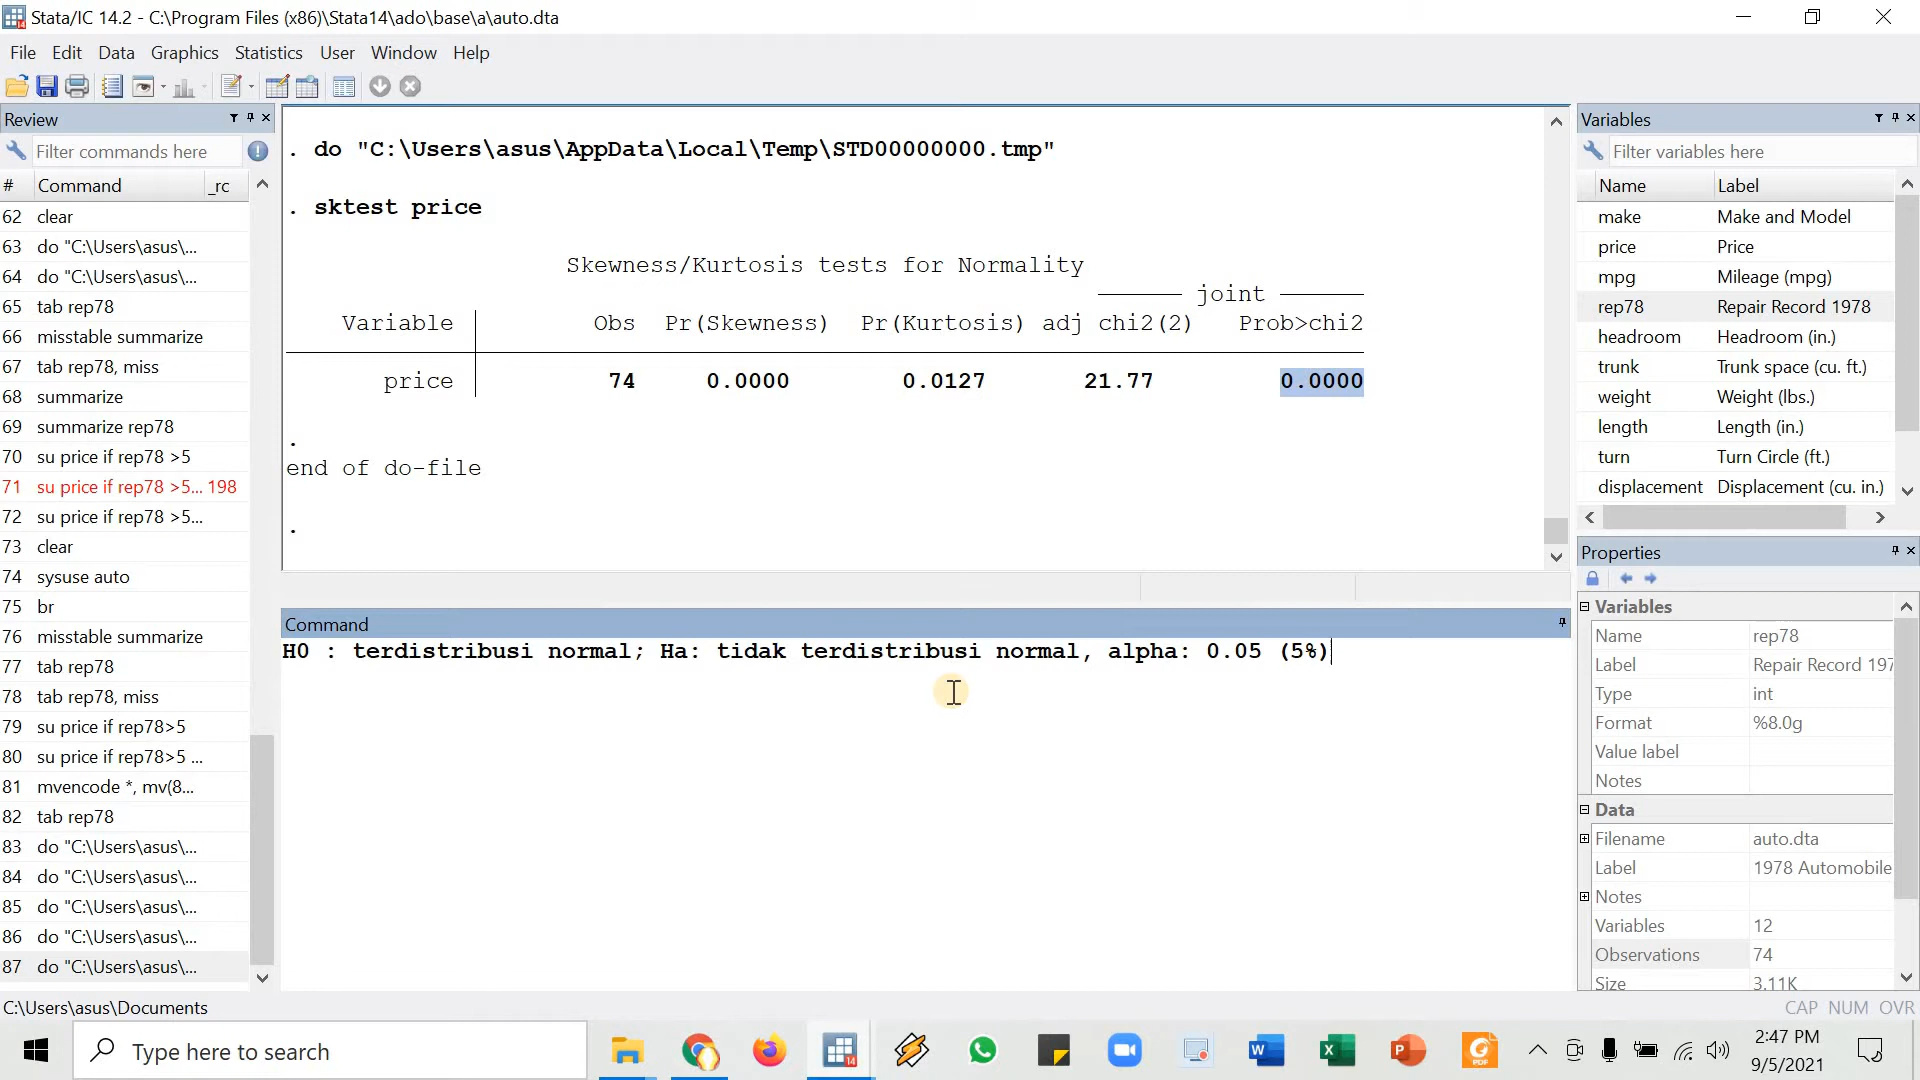 Stata/IC 14.2 - C:\Program Files (x86)\Stata14\ado\base\a\auto.dta
File Edit Data Graphics Statistics User Window Help
Review
Filter commands here
# Command _rc
62 clear
63 do "C:\Users\asus\...
64 do "C:\Users\asus\...
65 tab rep78
66 misstable summarize
67 tab rep78, miss
68 summarize
69 summarize rep78
70 su price if rep78 >5
71 su price if rep78 >5... 198
72 su price if rep78 >5...
73 clear
74 sysuse auto
75 br
76 misstable summarize
77 tab rep78
78 tab rep78, miss
79 su price if rep78>5
80 su price if rep78>5 ...
81 mvencode *, mv(8...
82 tab rep78
83 do "C:\Users\asus\...
84 do "C:\Users\asus\...
85 do "C:\Users\asus\...
86 do "C:\Users\asus\...
87 do "C:\Users\asus\...
. do "C:\Users\asus\AppData\Local\Temp\STD00000000.tmp"
. sktest price
Skewness/Kurtosis tests for Normality
joint
Variable Obs Pr(Skewness) Pr(Kurtosis) adj chi2(2) Prob>chi2
price 74 0.0000 0.0127 21.77 0.0000
.
end of do-file
.
Command
H0 : terdistribusi normal; Ha: tidak terdistribusi normal, alpha: 0.05 (5%)
Variables
Filter variables here
Name Label
make Make and Model
price Price
mpg Mileage (mpg)
rep78 Repair Record 1978
headroom Headroom (in.)
trunk Trunk space (cu. ft.)
weight Weight (lbs.)
length Length (in.)
turn Turn Circle (ft.)
displacement Displacement (cu. in.)
Properties
Variables
Name rep78
Label Repair Record 197
Type int
Format %8.0g
Value label
Notes
Data
Filename auto.dta
Label 1978 Automobile
Notes
Variables 12
Observations 74
Size 3.11K
C:\Users\asus\Documents
CAP NUM OVR
Type here to search
2:47 PM
9/5/2021